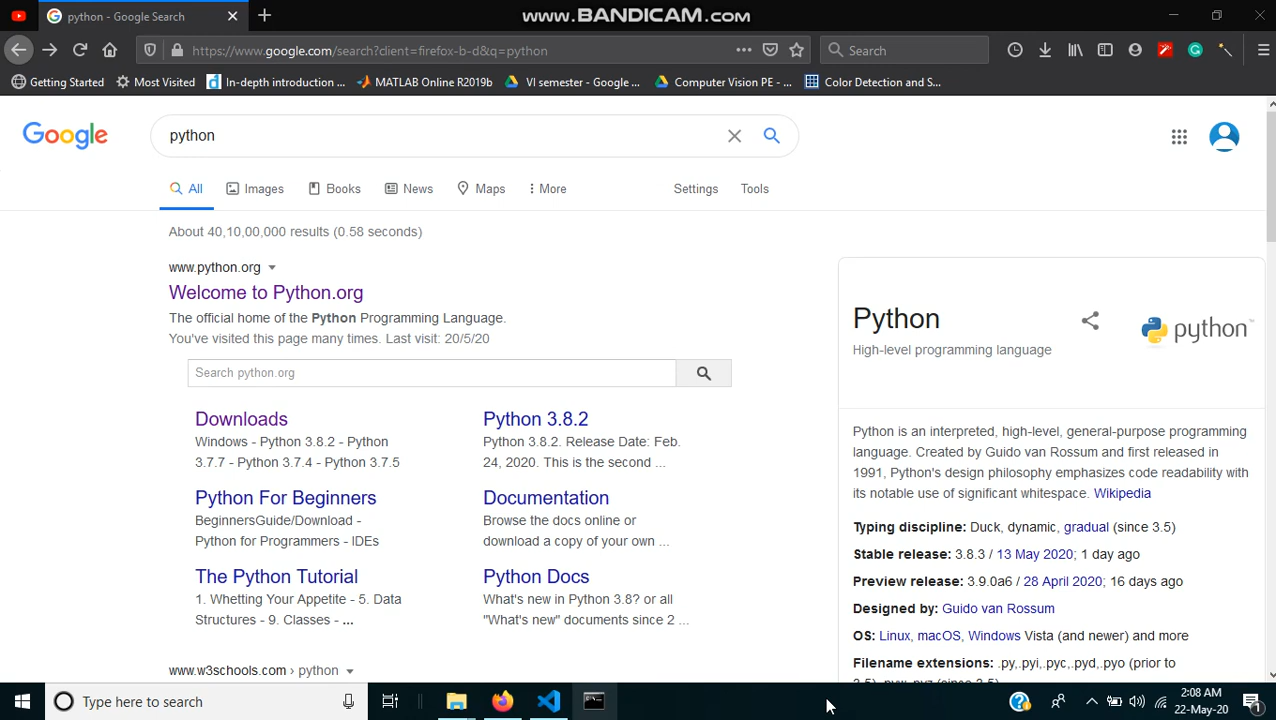 python - Google Search
www.BANDICAM.com
https://www.google.com/search?client=firefox-b-d&q=python
Search
Getting Started
Most Visited
In-depth introduction ...
MATLAB Online R2019b
VI semester - Google ...
Computer Vision PE - ...
Color Detection and S...
Google
python
All
Images
Books
News
Maps
More
Settings
Tools
About 40,10,00,000 results (0.58 seconds)
www.python.org
Welcome to Python.org
The official home of the Python Programming Language.
You've visited this page many times. Last visit: 20/5/20
Search python.org
Downloads
Windows - Python 3.8.2 - Python
3.7.7 - Python 3.7.4 - Python 3.7.5
Python 3.8.2
Python 3.8.2. Release Date: Feb.
24, 2020. This is the second ...
Python For Beginners
BeginnersGuide/Download -
Python for Programmers - IDEs
Documentation
Browse the docs online or
download a copy of your own ...
The Python Tutorial
1. Whetting Your Appetite - 5. Data
Structures - 9. Classes - ...
Python Docs
What's new in Python 3.8? or all
"What's new" documents since 2 ...
www.w3schools.com › python
Python
High-level programming language
python
Python is an interpreted, high-level, general-purpose programming
language. Created by Guido van Rossum and first released in
1991, Python's design philosophy emphasizes code readability with
its notable use of significant whitespace. Wikipedia
Typing discipline: Duck, dynamic, gradual (since 3.5)
Stable release: 3.8.3 / 13 May 2020; 1 day ago
Preview release: 3.9.0a6 / 28 April 2020; 16 days ago
Designed by: Guido van Rossum
OS: Linux, macOS, Windows Vista (and newer) and more
Filename extensions: .py,.pyi,.pyc,.pyd,.pyo (prior to
Type here to search
2:08 AM
22-May-20
1